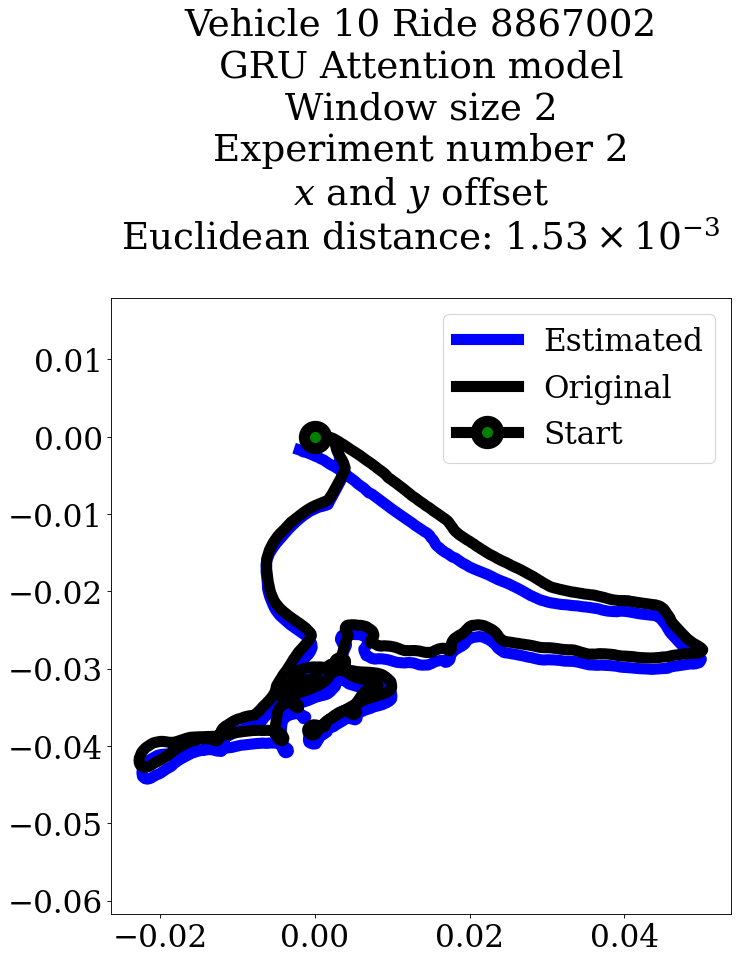 Vehicle 10 Ride 8867002
GRU Attention model
Window size 2
Experiment number 2
x and y offset
Euclidean distance: 1.53 × 10⁻³
Estimated
Original
Start
0.01
0.00
−0.01
−0.02
−0.03
−0.04
−0.05
−0.06
−0.02 0.00 0.02 0.04